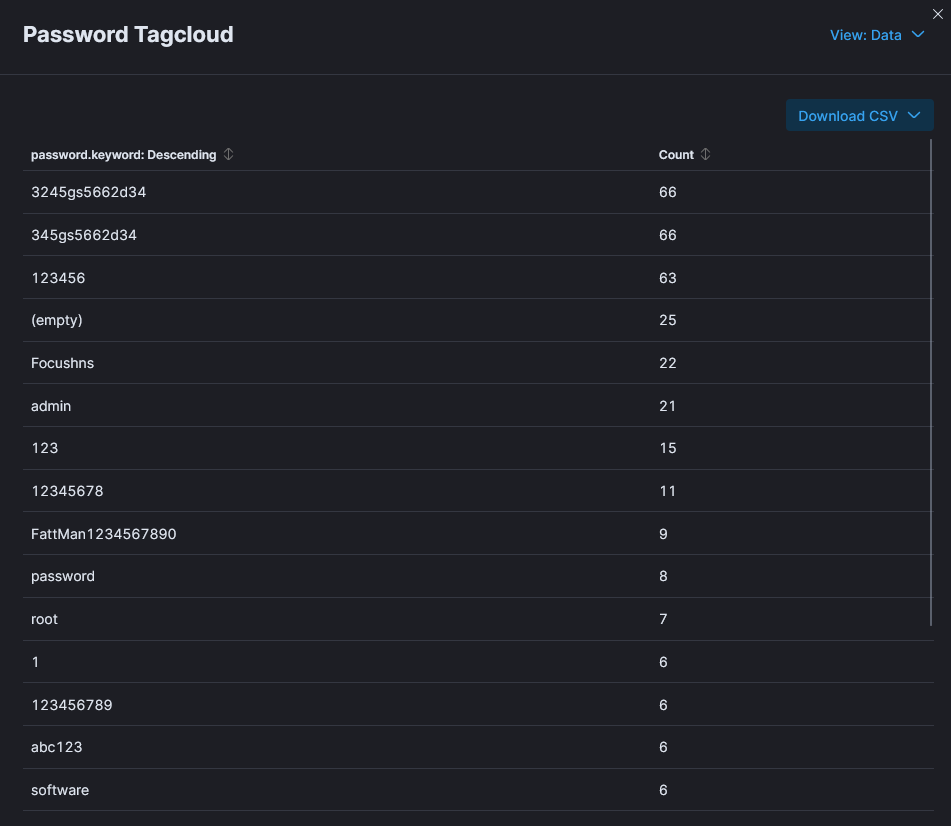 Password Tagcloud
View: Data
Download CSV
password.keyword: Descending Count
3245gs5662d34 66
345gs5662d34 66
123456 63
(empty) 25
Focushns 22
admin 21
123 15
12345678 11
FattMan1234567890 9
password 8
root 7
1 6
123456789 6
abc123 6
software 6